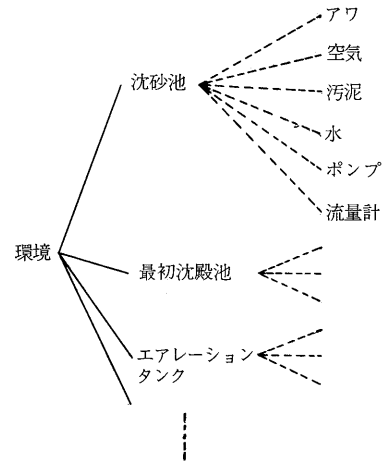 アワ
空気
沈砂池
汚泥
水
ポンプ
流量計
環境
最初沈殿池
エアレーション
タンク